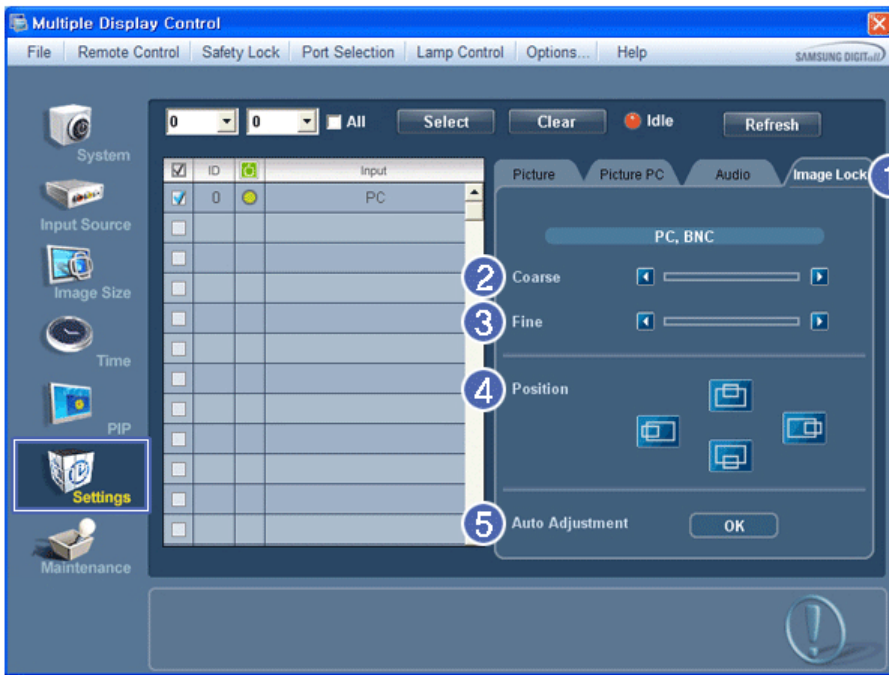 Multiple Display Control
File Remote Control Safety Lock Port Selection Lamp Control Options... Help SAMSUNG DIGITall
0 0 All Select Clear Idle Refresh
System
Input Source
Image Size
Time
PIP
Settings
Maintenance
ID Input
0 PC
Picture Picture PC Audio Image Lock 1
PC, BNC
2 Coarse
3 Fine
4 Position
5 Auto Adjustment OK